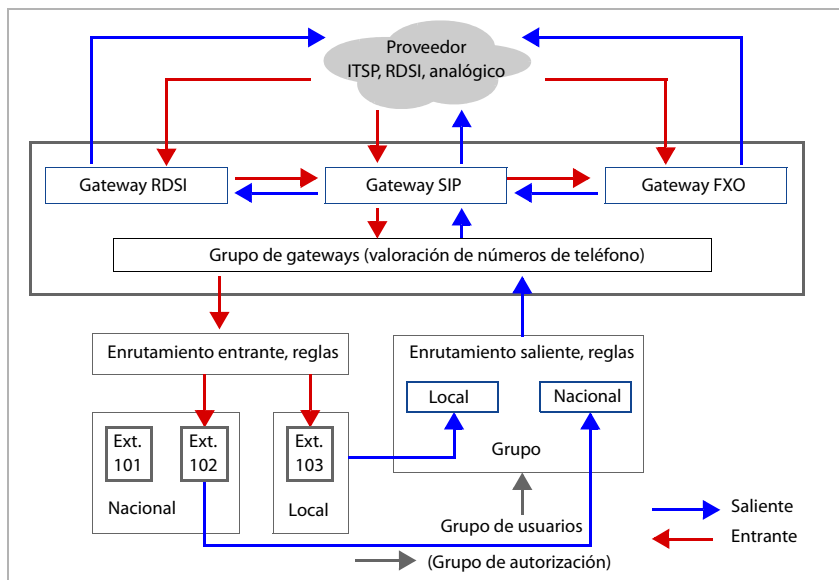 Proveedor
ITSP, RDSI, analógico
Gateway RDSI
Gateway SIP
Gateway FXO
Grupo de gateways (valoración de números de teléfono)
Enrutamiento entrante, reglas
Enrutamiento saliente, reglas
Local
Nacional
Ext.
101
Ext.
102
Ext.
103
Grupo
Nacional
Local
Grupo de usuarios
Saliente
Entrante
(Grupo de autorización)